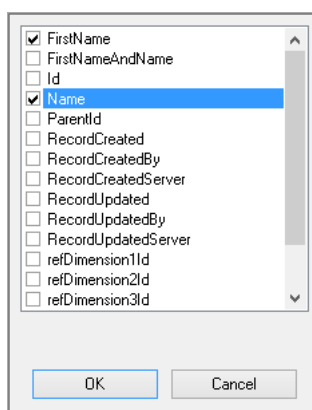 FirstName
FirstNameAndName
Id
Name
ParentId
RecordCreated
RecordCreatedBy
RecordCreatedServer
RecordUpdated
RecordUpdatedBy
RecordUpdatedServer
refDimension1Id
refDimension2Id
refDimension3Id
OK
Cancel